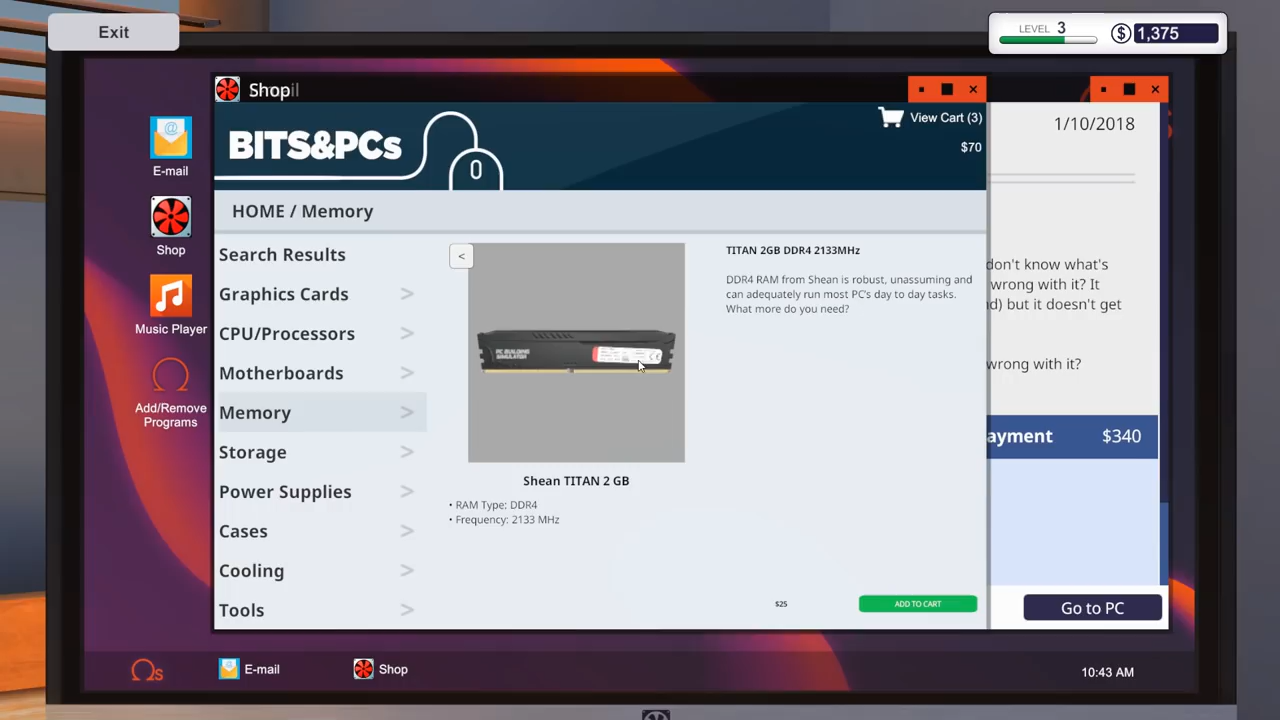 Exit
LEVEL 3
$ 1,375
Shop
BITS&PCs
View Cart (3)
$70
1/10/2018
HOME / Memory
Search Results
Graphics Cards >
CPU/Processors >
Motherboards >
Memory >
Storage >
Power Supplies >
Cases >
Cooling >
Tools >
<
PC BUILDING
SIMULATOR
Shean TITAN 2 GB
• RAM Type: DDR4
• Frequency: 2133 MHz
TITAN 2GB DDR4 2133MHz
DDR4 RAM from Shean is robust, unassuming and
can adequately run most PC's day to day tasks.
What more do you need?
$25
ADD TO CART
don't know what's
wrong with it? It
d) but it doesn't get
wrong with it?
ayment $340
Go to PC
E-mail
Shop
Music Player
Add/Remove
Programs
Ωs
E-mail
Shop
10:43 AM